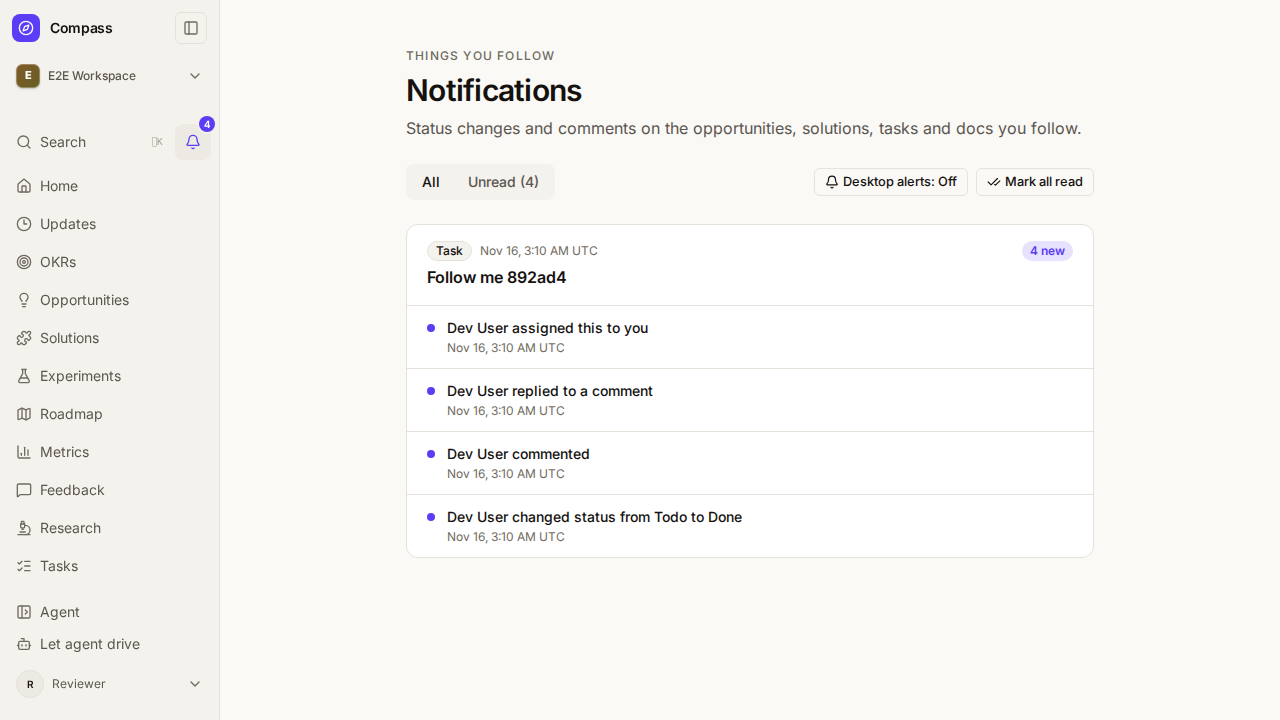 Compass
E E2E Workspace
Search K
4
Home
Updates
OKRs
Opportunities
Solutions
Experiments
Roadmap
Metrics
Feedback
Research
Tasks
Agent
Let agent drive
R Reviewer
THINGS YOU FOLLOW
Notifications
Status changes and comments on the opportunities, solutions, tasks and docs you follow.
All Unread (4) Desktop alerts: Off Mark all read
Task Nov 16, 3:10 AM UTC 4 new
Follow me 892ad4
Dev User assigned this to you
Nov 16, 3:10 AM UTC
Dev User replied to a comment
Nov 16, 3:10 AM UTC
Dev User commented
Nov 16, 3:10 AM UTC
Dev User changed status from Todo to Done
Nov 16, 3:10 AM UTC